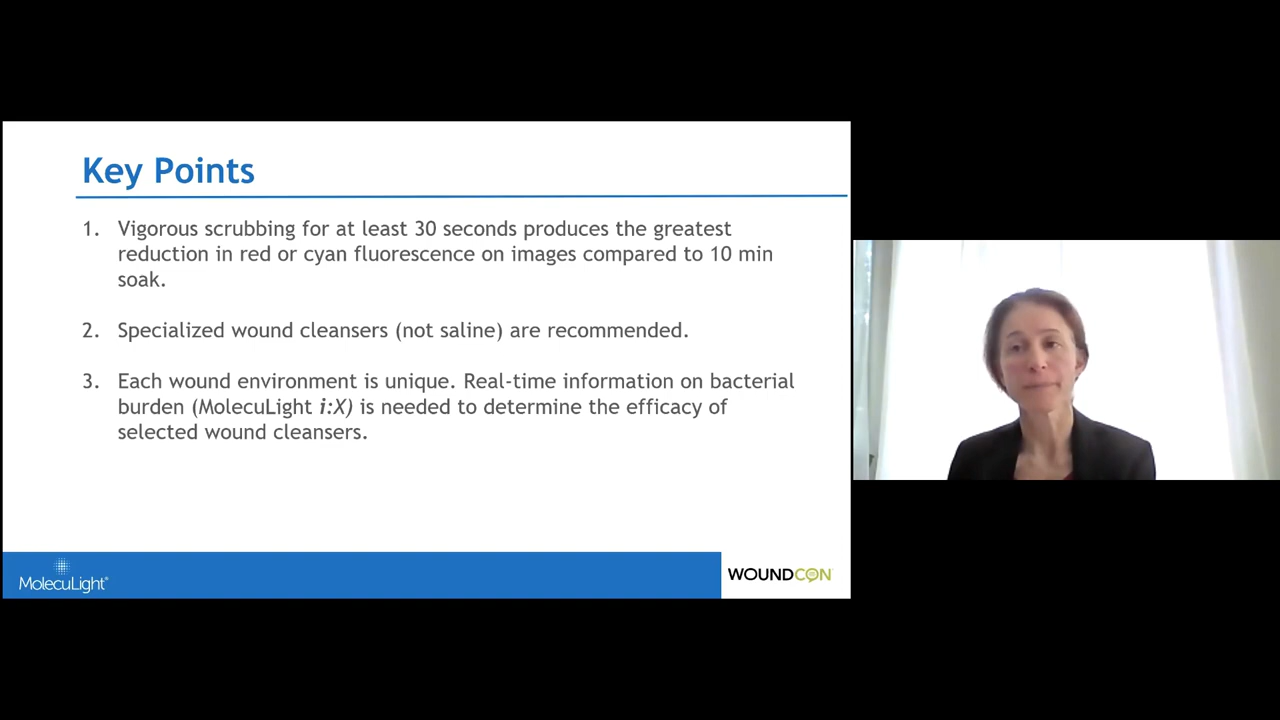 Key Points
1. Vigorous scrubbing for at least 30 seconds produces the greatest
reduction in red or cyan fluorescence on images compared to 10 min
soak.
2. Specialized wound cleansers (not saline) are recommended.
3. Each wound environment is unique. Real-time information on bacterial
burden (MolecuLight i:X) is needed to determine the efficacy of
selected wound cleansers.
MolecuLight®
WOUNDCON